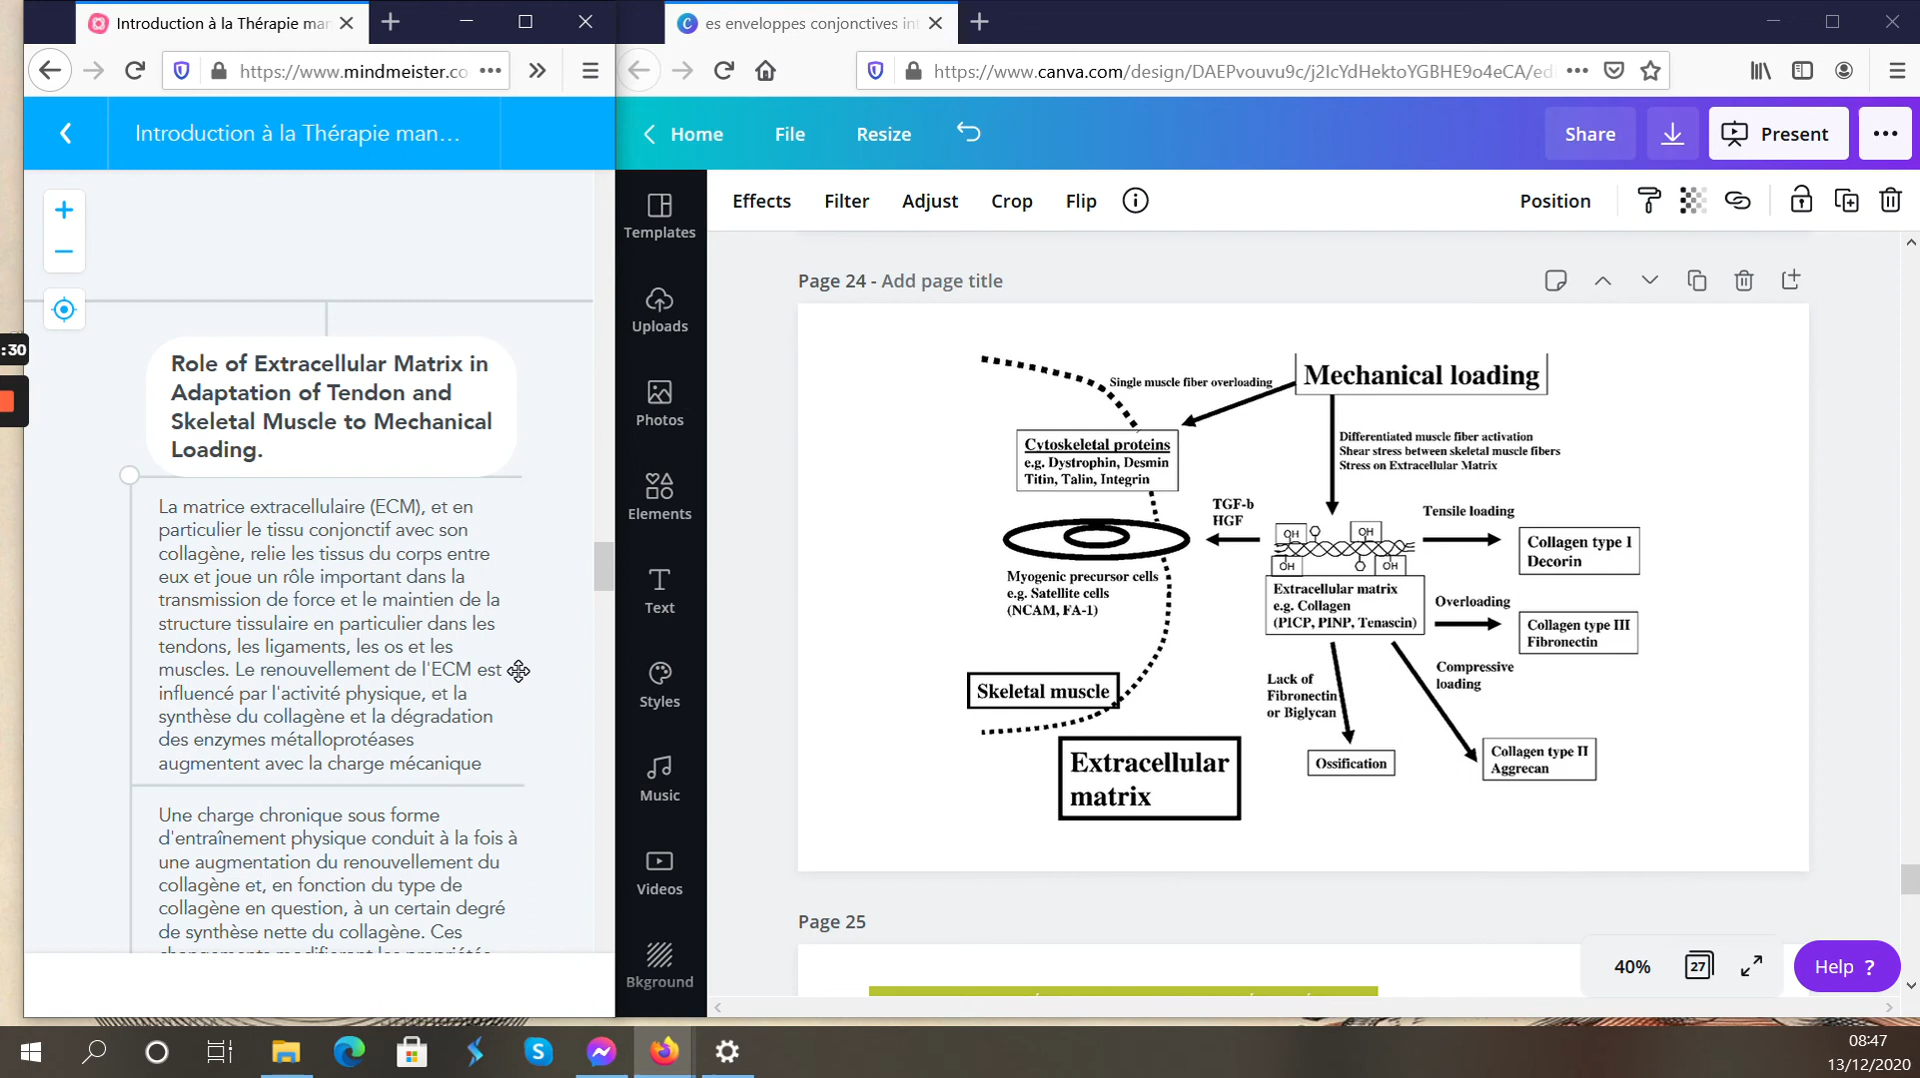 Introduction à la Thérapie man
es enveloppes conjonctives int
https://www.mindmeister.co
https://www.canva.com/design/DAEPvouvu9c/j2IcYdHektoYGBHE9o4eCA/ed
Introduction à la Thérapie man...
Home
File
Resize
Share
Present
Effects
Filter
Adjust
Crop
Flip
Position
:30
Role of Extracellular Matrix in
Adaptation of Tendon and
Skeletal Muscle to Mechanical
Loading.
La matrice extracellulaire (ECM), et en
particulier le tissu conjonctif avec son
collagène, relie les tissus du corps entre
eux et joue un rôle important dans la
transmission de force et le maintien de la
structure tissulaire en particulier dans les
tendons, les ligaments, les os et les
muscles. Le renouvellement de l'ECM est
influencé par l'activité physique, et la
synthèse du collagène et la dégradation
des enzymes métalloprotéases
augmentent avec la charge mécanique
Une charge chronique sous forme
d'entraînement physique conduit à la fois à
une augmentation du renouvellement du
collagène et, en fonction du type de
collagène en question, à un certain degré
de synthèse nette du collagène. Ces
changements modifieront les propriétés
Templates
Uploads
Photos
Elements
Text
Styles
Music
Videos
Bkground
Page 24 - Add page title
Mechanical loading
Single muscle fiber overloading
Differentiated muscle fiber activation
Shear stress between skeletal muscle fibers
Stress on Extracellular Matrix
Cytoskeletal proteins
e.g. Dystrophin, Desmin
Titin, Talin, Integrin
TGF-b
HGF
OH
OH
OH
OH
Tensile loading
Collagen type I
Decorin
Myogenic precursor cells
e.g. Satellite cells
(NCAM, FA-1)
Extracellular matrix
e.g. Collagen
(PICP, PINP, Tenascin)
Overloading
Collagen type III
Fibronectin
Compressive
loading
Lack of
Fibronectin
or Biglycan
Skeletal muscle
Extracellular
matrix
Ossification
Collagen type II
Aggrecan
Page 25
40%
27
Help ?
08:47
13/12/2020